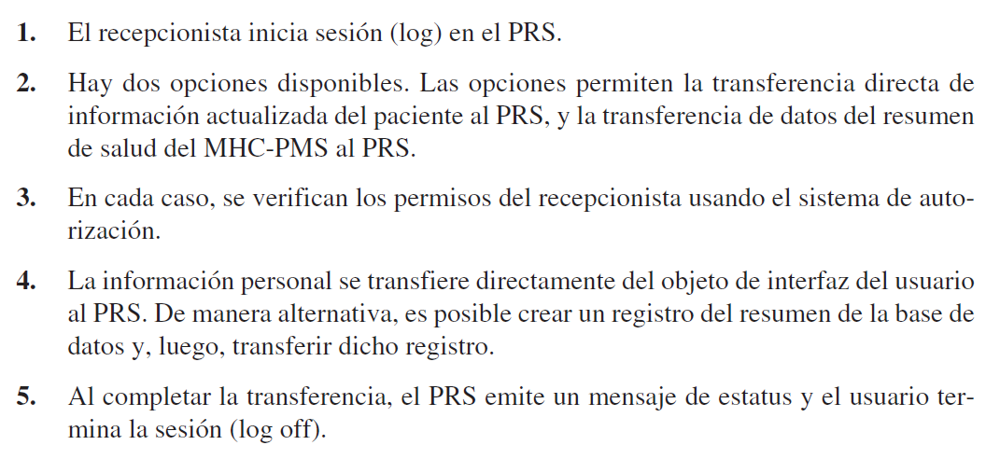 1. El recepcionista inicia sesión (log) en el PRS.
2. Hay dos opciones disponibles. Las opciones permiten la transferencia directa de
información actualizada del paciente al PRS, y la transferencia de datos del resumen
de salud del MHC-PMS al PRS.
3. En cada caso, se verifican los permisos del recepcionista usando el sistema de auto-
rización.
4. La información personal se transfiere directamente del objeto de interfaz del usuario
al PRS. De manera alternativa, es posible crear un registro del resumen de la base de
datos y, luego, transferir dicho registro.
5. Al completar la transferencia, el PRS emite un mensaje de estatus y el usuario ter-
mina la sesión (log off).